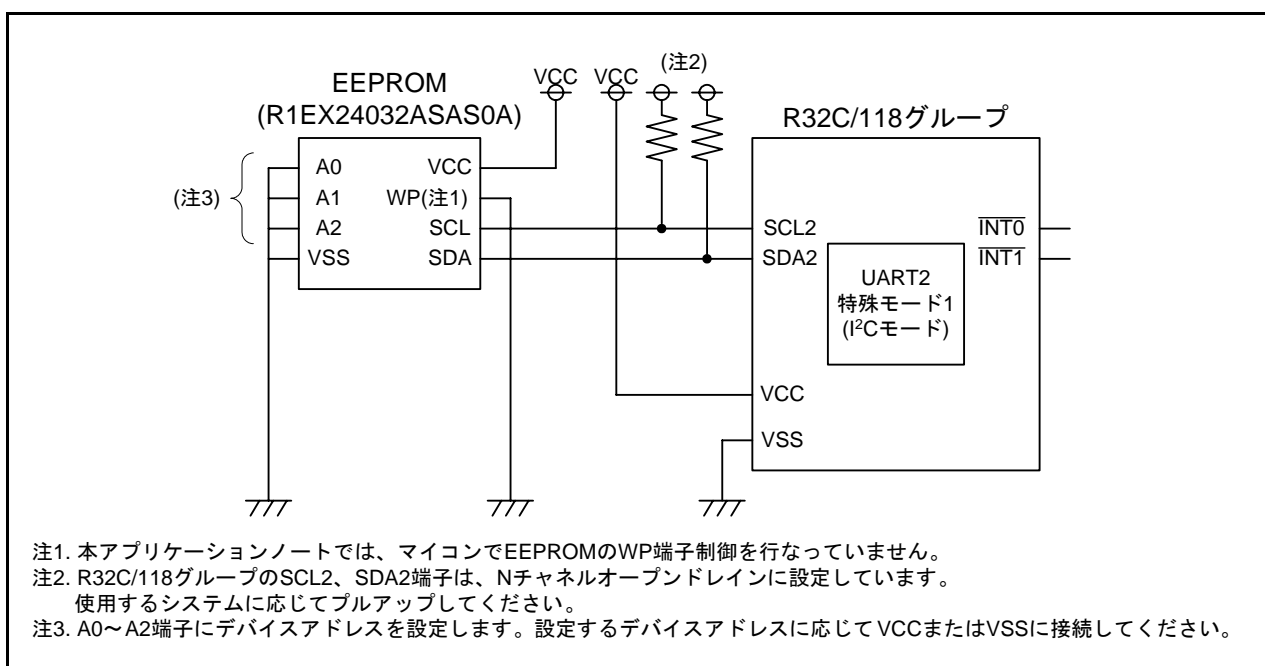 EEPROM
(R1EX24032ASAS0A)
VCC
VCC
(注2)
R32C/118グループ
(注3)
A0
A1
A2
VSS
VCC
WP(注1)
SCL
SDA
SCL2
SDA2
INT0
INT1
UART2
特殊モード1
(I²Cモード)
VCC
VSS
注1. 本アプリケーションノートでは、マイコンでEEPROMのWP端子制御を行なっていません。
注2. R32C/118グループのSCL2、SDA2端子は、Nチャネルオープンドレインに設定しています。
使用するシステムに応じてプルアップしてください。
注3. A0～A2端子にデバイスアドレスを設定します。設定するデバイスアドレスに応じてVCCまたはVSSに接続してください。